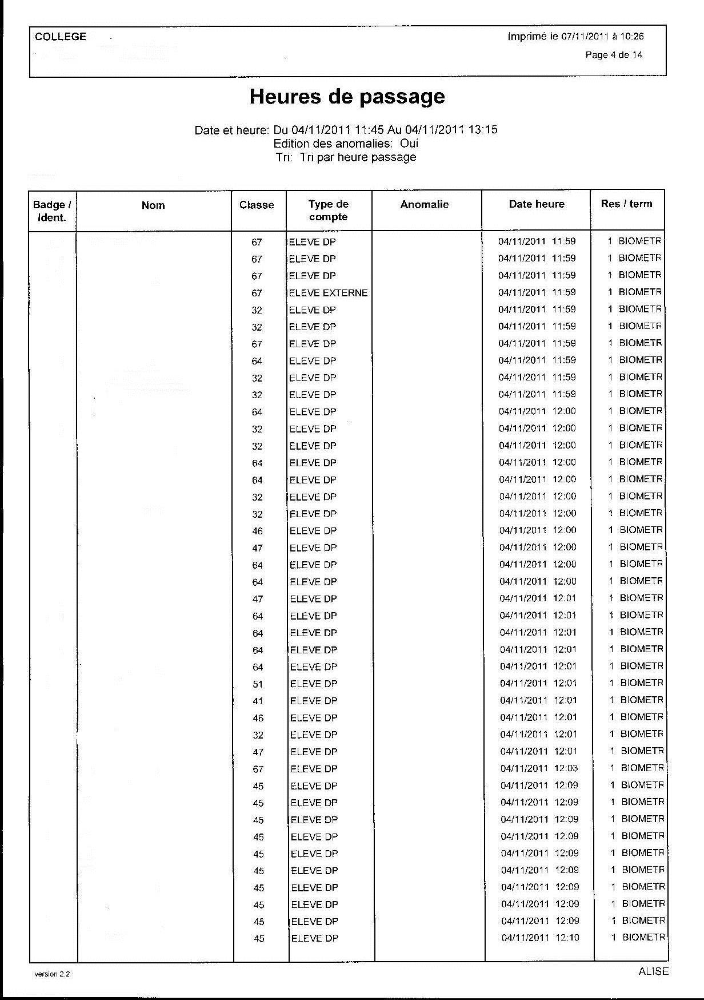 COLLEGE
Imprimé le 07/11/2011 à 10:26
Page 4 de 14
Heures de passage
Date et heure: Du 04/11/2011 11:45 Au 04/11/2011 13:15
Edition des anomalies: Oui
Tri: Tri par heure passage
Badge / Ident. Nom Classe Type de compte Anomalie Date heure Res / term
67 ELEVE DP 04/11/2011 11:59 1 BIOMETR
67 ELEVE DP 04/11/2011 11:59 1 BIOMETR
67 ELEVE DP 04/11/2011 11:59 1 BIOMETR
67 ELEVE EXTERNE 04/11/2011 11:59 1 BIOMETR
32 ELEVE DP 04/11/2011 11:59 1 BIOMETR
32 ELEVE DP 04/11/2011 11:59 1 BIOMETR
67 ELEVE DP 04/11/2011 11:59 1 BIOMETR
64 ELEVE DP 04/11/2011 11:59 1 BIOMETR
32 ELEVE DP 04/11/2011 11:59 1 BIOMETR
32 ELEVE DP 04/11/2011 11:59 1 BIOMETR
64 ELEVE DP 04/11/2011 12:00 1 BIOMETR
32 ELEVE DP 04/11/2011 12:00 1 BIOMETR
32 ELEVE DP 04/11/2011 12:00 1 BIOMETR
64 ELEVE DP 04/11/2011 12:00 1 BIOMETR
64 ELEVE DP 04/11/2011 12:00 1 BIOMETR
32 ELEVE DP 04/11/2011 12:00 1 BIOMETR
32 ELEVE DP 04/11/2011 12:00 1 BIOMETR
46 ELEVE DP 04/11/2011 12:00 1 BIOMETR
47 ELEVE DP 04/11/2011 12:00 1 BIOMETR
64 ELEVE DP 04/11/2011 12:00 1 BIOMETR
64 ELEVE DP 04/11/2011 12:00 1 BIOMETR
47 ELEVE DP 04/11/2011 12:01 1 BIOMETR
64 ELEVE DP 04/11/2011 12:01 1 BIOMETR
64 ELEVE DP 04/11/2011 12:01 1 BIOMETR
64 ELEVE DP 04/11/2011 12:01 1 BIOMETR
64 ELEVE DP 04/11/2011 12:01 1 BIOMETR
51 ELEVE DP 04/11/2011 12:01 1 BIOMETR
41 ELEVE DP 04/11/2011 12:01 1 BIOMETR
46 ELEVE DP 04/11/2011 12:01 1 BIOMETR
32 ELEVE DP 04/11/2011 12:01 1 BIOMETR
47 ELEVE DP 04/11/2011 12:01 1 BIOMETR
67 ELEVE DP 04/11/2011 12:03 1 BIOMETR
45 ELEVE DP 04/11/2011 12:09 1 BIOMETR
45 ELEVE DP 04/11/2011 12:09 1 BIOMETR
45 ELEVE DP 04/11/2011 12:09 1 BIOMETR
45 ELEVE DP 04/11/2011 12:09 1 BIOMETR
45 ELEVE DP 04/11/2011 12:09 1 BIOMETR
45 ELEVE DP 04/11/2011 12:09 1 BIOMETR
45 ELEVE DP 04/11/2011 12:09 1 BIOMETR
45 ELEVE DP 04/11/2011 12:09 1 BIOMETR
45 ELEVE DP 04/11/2011 12:09 1 BIOMETR
45 ELEVE DP 04/11/2011 12:10 1 BIOMETR
version 2.2
ALISE